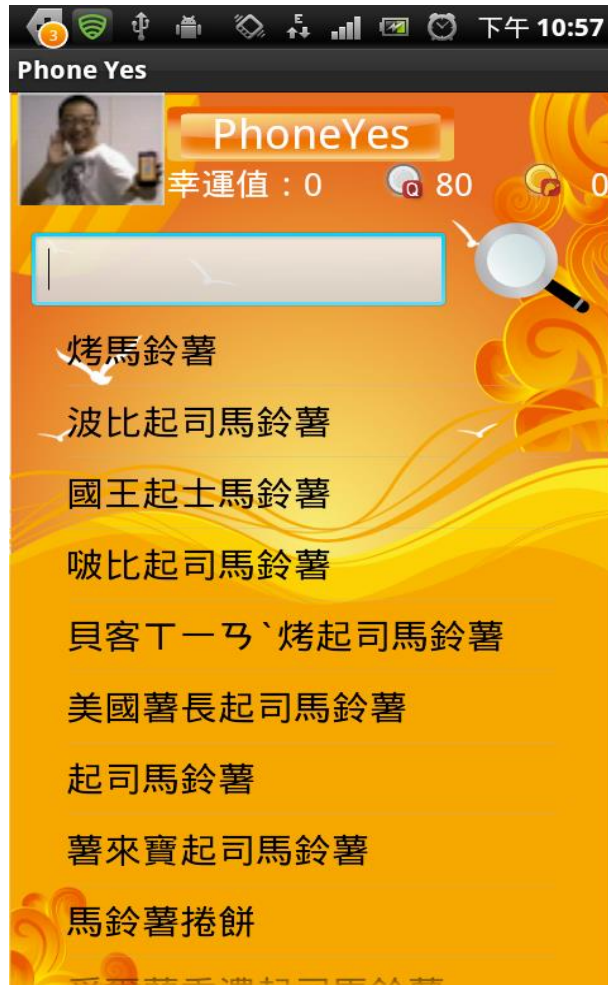 3 E 下午 10:57
Phone Yes
PhoneYes
幸運值：0 Q 80 0
烤馬鈴薯
波比起司馬鈴薯
國王起士馬鈴薯
啵比起司馬鈴薯
貝客ㄒㄧㄢˋ烤起司馬鈴薯
美國薯長起司馬鈴薯
起司馬鈴薯
薯來寶起司馬鈴薯
馬鈴薯捲餅